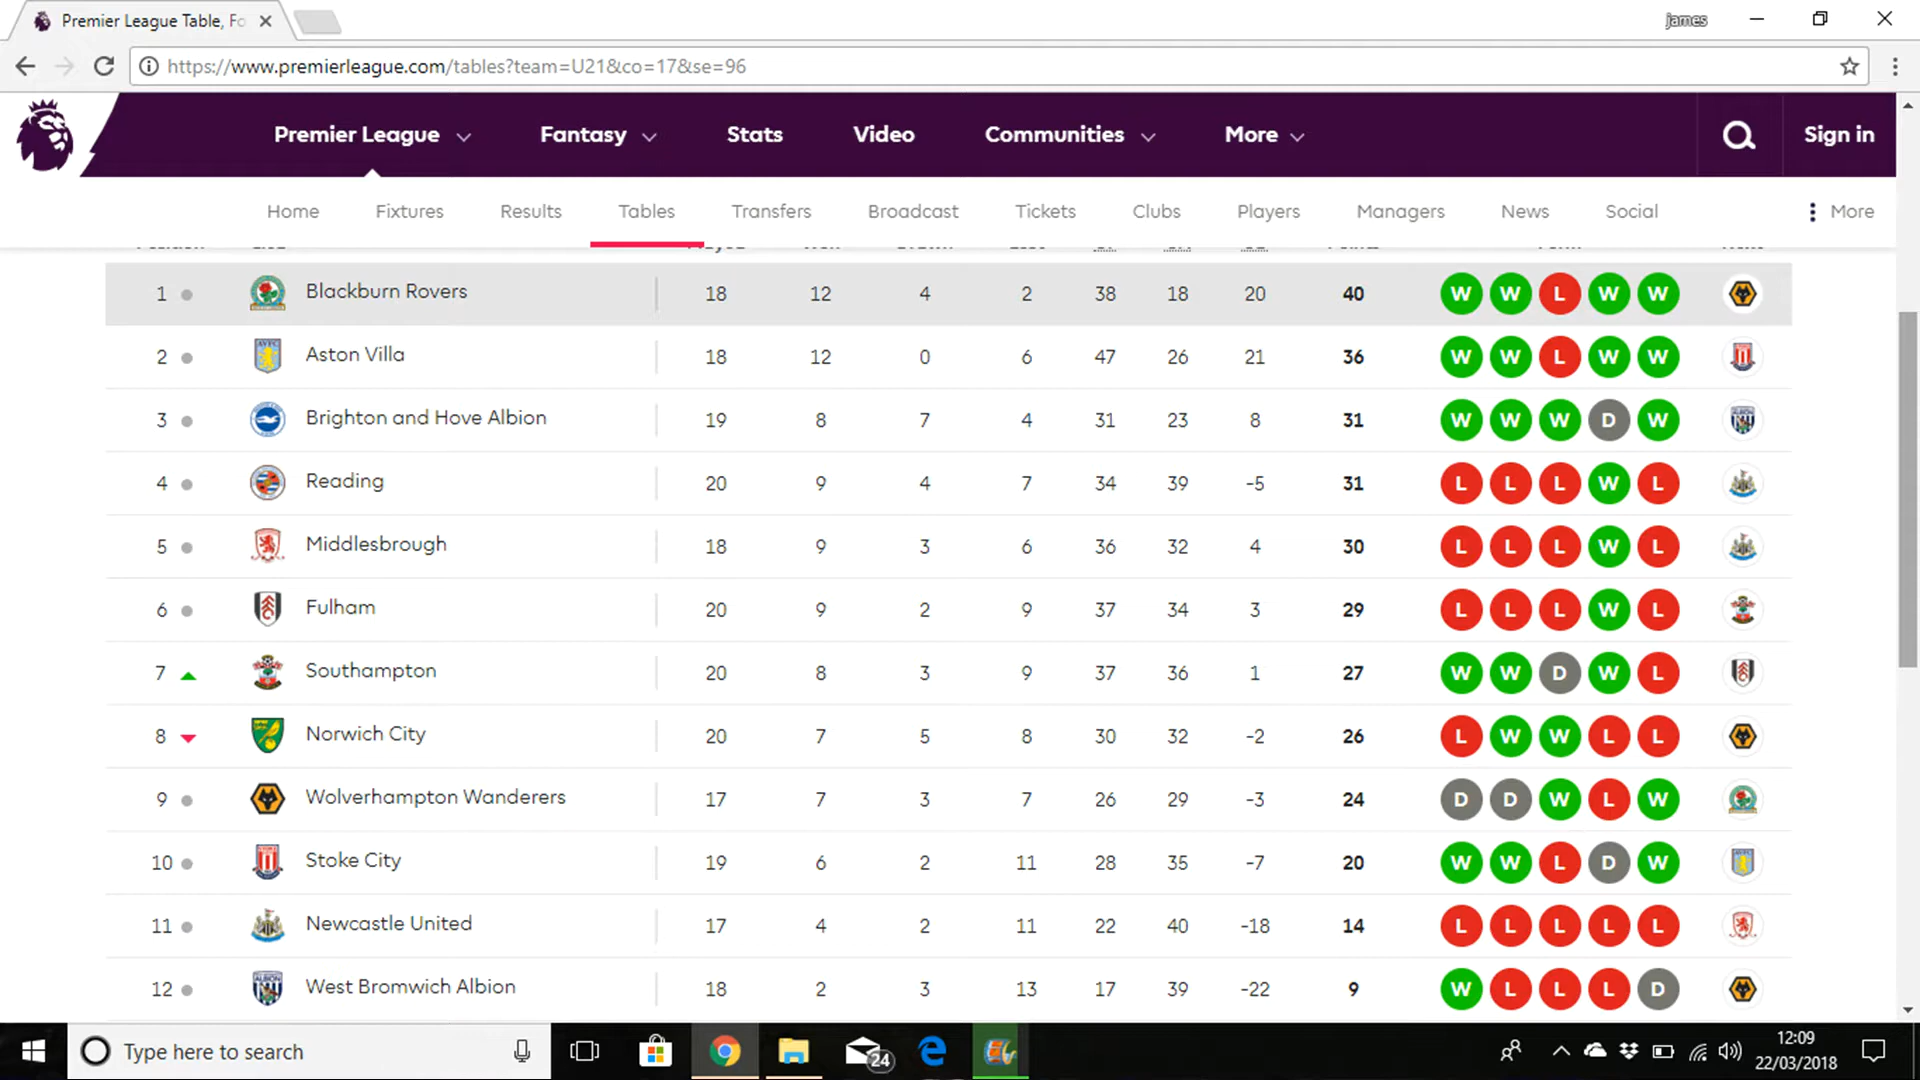 Premier League Table, Fo
james
https://www.premierleague.com/tables?team=U21&co=17&se=96
Premier League Fantasy Stats Video Communities More Sign in
Home Fixtures Results Tables Transfers Broadcast Tickets Clubs Players Managers News Social More
1 Blackburn Rovers 18 12 4 2 38 18 20 40 W W L W W
2 Aston Villa 18 12 0 6 47 26 21 36 W W L W W
3 Brighton and Hove Albion 19 8 7 4 31 23 8 31 W W W D W
4 Reading 20 9 4 7 34 39 -5 31 L L L W L
5 Middlesbrough 18 9 3 6 36 32 4 30 L L L W L
6 Fulham 20 9 2 9 37 34 3 29 L L L W L
7 Southampton 20 8 3 9 37 36 1 27 W W D W L
8 Norwich City 20 7 5 8 30 32 -2 26 L W W L L
9 Wolverhampton Wanderers 17 7 3 7 26 29 -3 24 D D W L W
10 Stoke City 19 6 2 11 28 35 -7 20 W W L D W
11 Newcastle United 17 4 2 11 22 40 -18 14 L L L L L
12 West Bromwich Albion 18 2 3 13 17 39 -22 9 W L L L D
Type here to search
24
12:09
22/03/2018